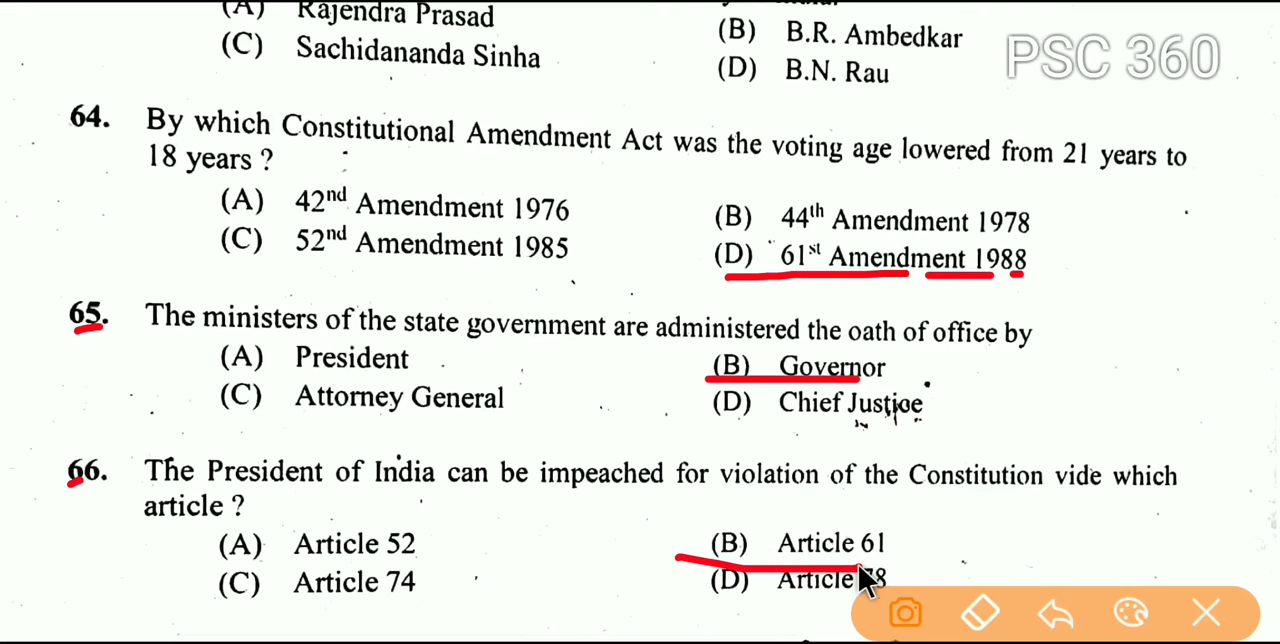 (A) Rajendra Prasad
(B) B.R. Ambedkar
(C) Sachidananda Sinha
(D) B.N. Rau
PSC 360
64. By which Constitutional Amendment Act was the voting age lowered from 21 years to
18 years ?
(A) 42nd Amendment 1976
(B) 44th Amendment 1978
(C) 52nd Amendment 1985
(D) 61st Amendment 1988
65. The ministers of the state government are administered the oath of office by
(A) President
(B) Governor
(C) Attorney General
(D) Chief Justice
66. The President of India can be impeached for violation of the Constitution vide which
article ?
(A) Article 52
(B) Article 61
(C) Article 74
(D) Article 78